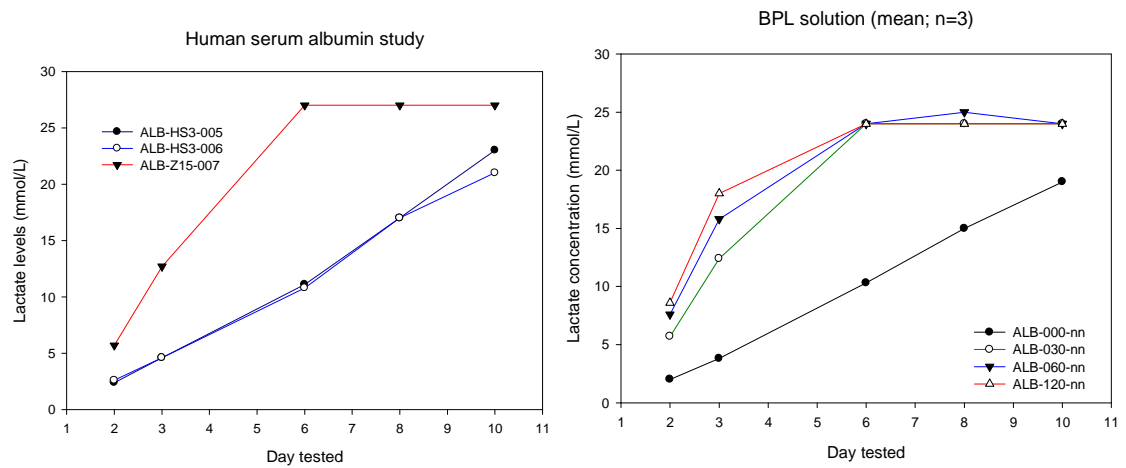 Human serum albumin study
30
25
20
15
10
5
0
Lactate levels (mmol/L)
ALB-HS3-005
ALB-HS3-006
ALB-Z15-007
1 2 3 4 5 6 7 8 9 10 11
Day tested
BPL solution (mean; n=3)
30
25
20
15
10
5
0
Lactate concentration (mmol/L)
ALB-000-nn
ALB-030-nn
ALB-060-nn
ALB-120-nn
1 2 3 4 5 6 7 8 9 10 11
Day tested